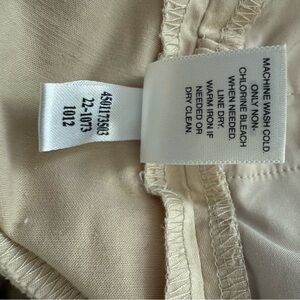 4501173503
22-1073
1012
MACHINE WASH COLD.
ONLY NON-
CHLORINE BLEACH
WHEN NEEDED.
LINE DRY.
WARM IRON IF
NEEDED OR
DRY CLEAN.